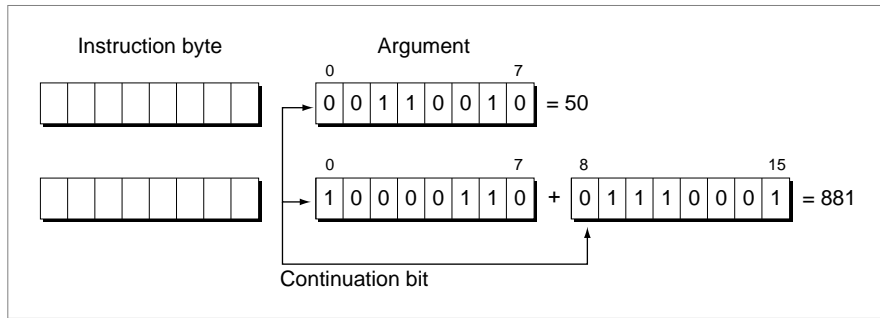 Instruction byte Argument
0 7
0 0 1 1 0 0 1 0 = 50
0 7 8 15
1 0 0 0 0 1 1 0 + 0 1 1 1 0 0 0 1 = 881
Continuation bit